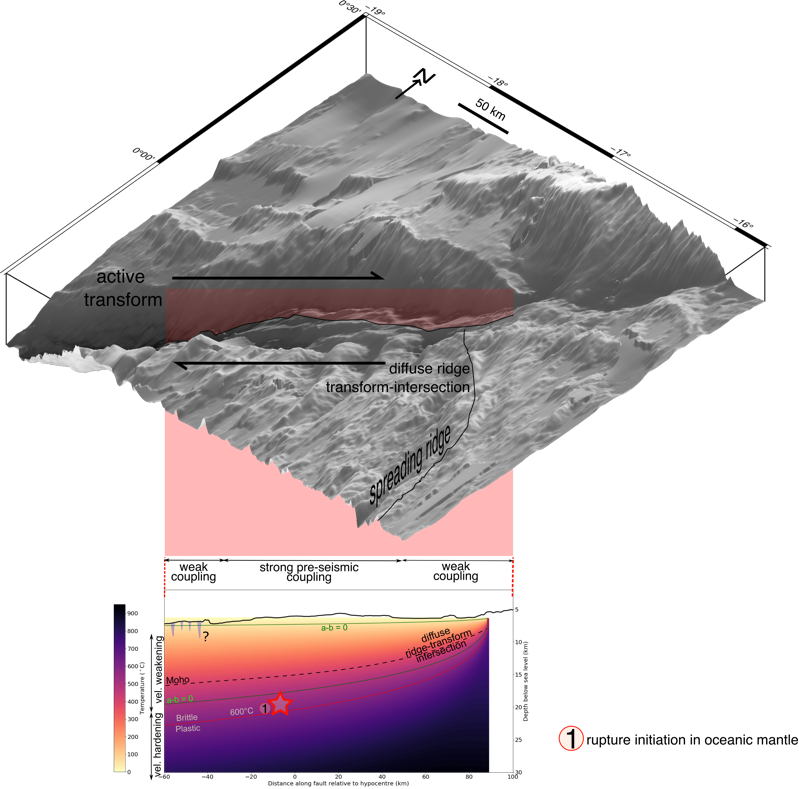 0°30'
-19°
N
-18°
50 km
0°00'
-17°
-16°
active
transform
diffuse ridge
transform-intersection
spreading ridge
weak
coupling
strong pre-seismic
coupling
weak
coupling
900
800
700
600
500
400
300
200
100
0
Temperature (°C)
vel. weakening
vel. hardening
?
a-b = 0
diffuse
ridge-transform
intersection
Moho
a-b = 0
600°C
1
Brittle
Plastic
5
10
15
20
25
30
Depth below sea level (km)
-60
-40
-20
0
20
40
60
80
100
Distance along fault relative to hypocentre (km)
1 rupture initiation in oceanic mantle